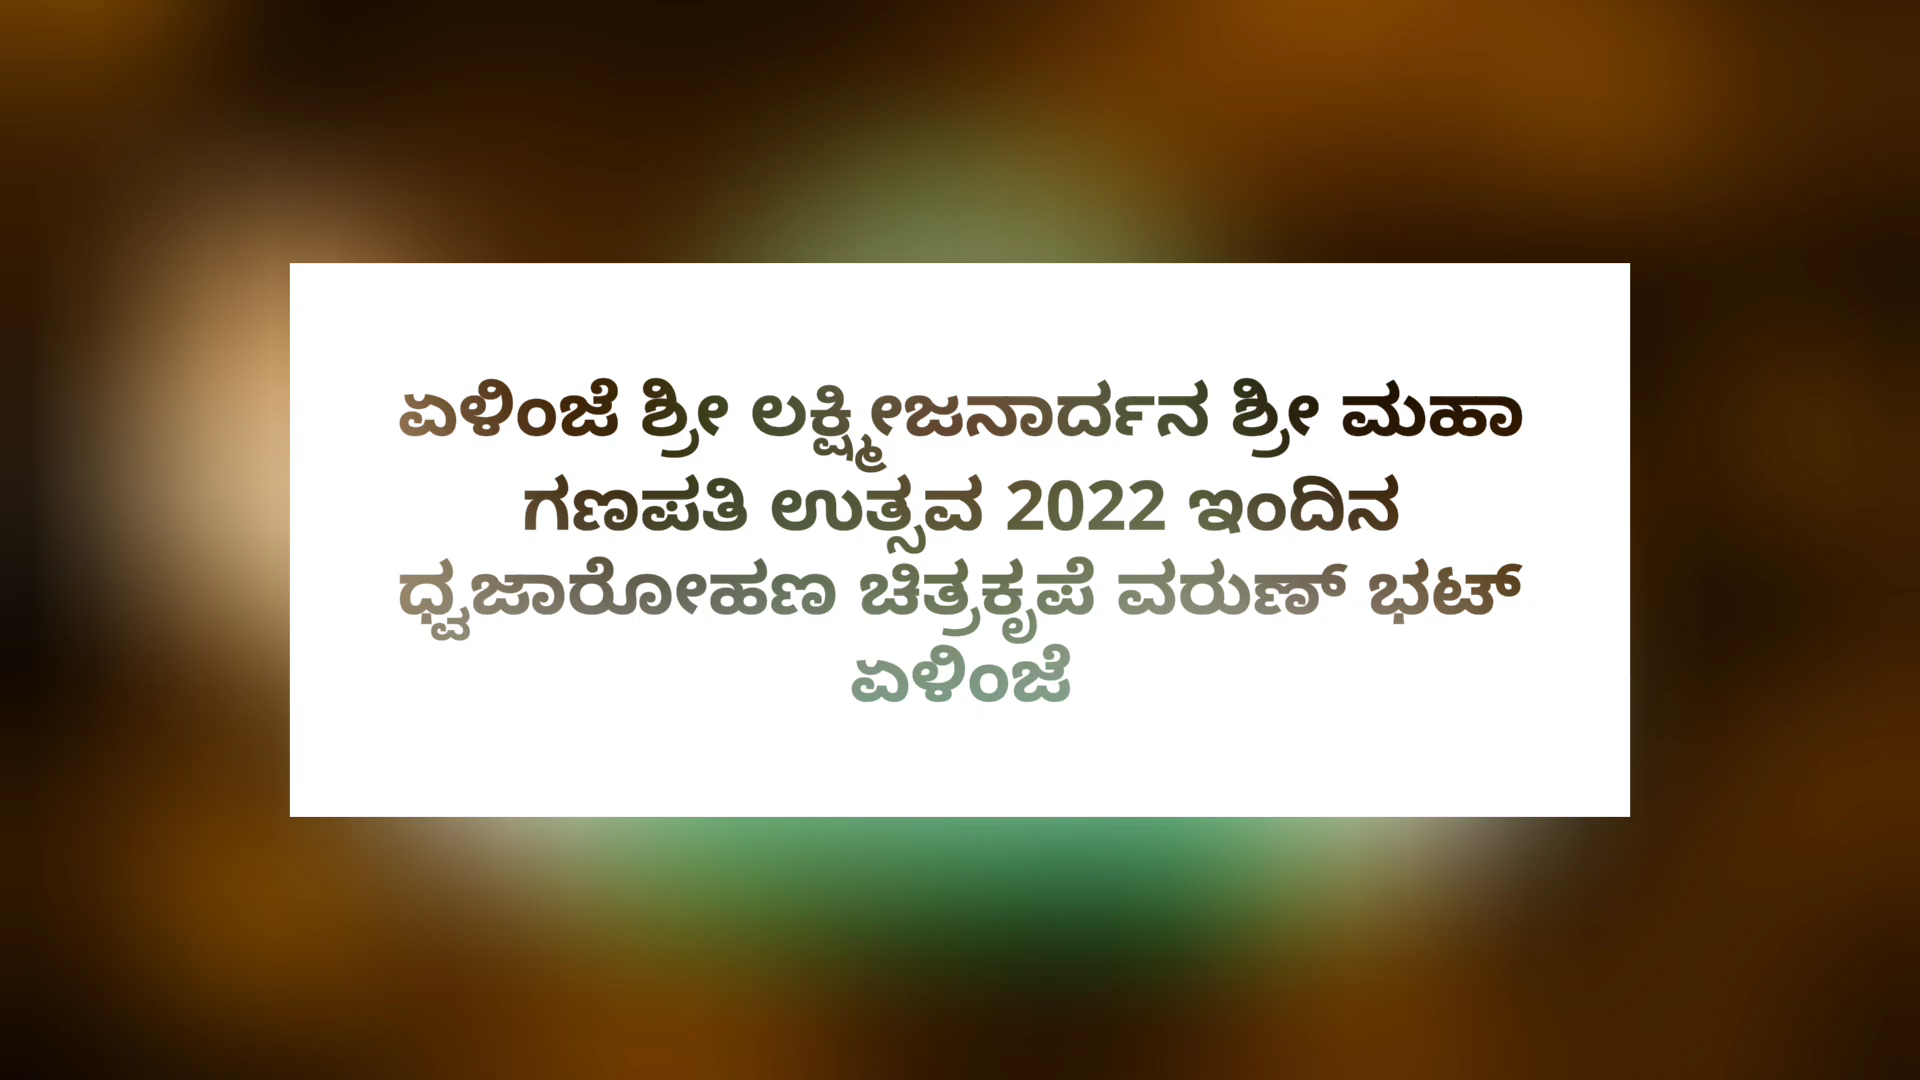 ಏಳಿಂಜೆ ಶ್ರೀ ಲಕ್ಷ್ಮೀಜನಾರ್ದನ ಶ್ರೀ ಮಹಾ
ಗಣಪತಿ ಉತ್ಸವ 2022 ಇಂದಿನ
ಧ್ವಜಾರೋಹಣ ಚಿತ್ರಕೃಪೆ ವರುಣ್ ಭಟ್
ಏಳಿಂಜೆ